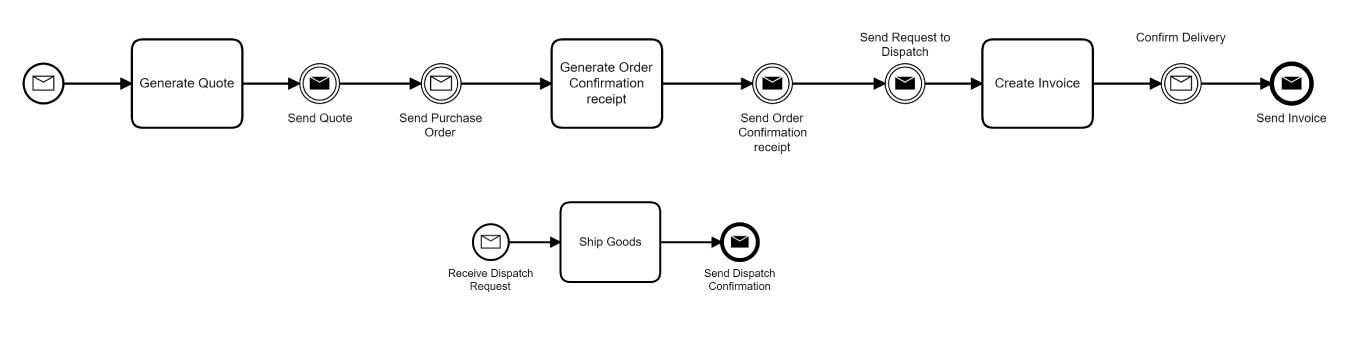 Generate Quote
Send Quote
Send Purchase
Order
Generate Order
Confirmation
receipt
Send Order
Confirmation
receipt
Send Request to
Dispatch
Create Invoice
Confirm Delivery
Send Invoice
Receive Dispatch
Request
Ship Goods
Send Dispatch
Confirmation